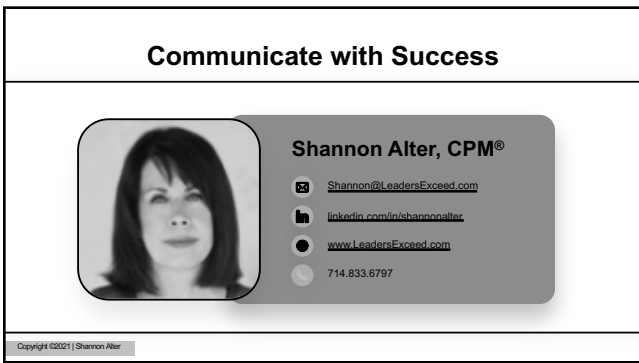 Communicate with Success
Shannon Alter, CPM®
Shannon@LeadersExceed.com
linkedin.com/in/shannonalter
www.LeadersExceed.com
714.833.6797
Copyright ©2021 | Shannon Alter